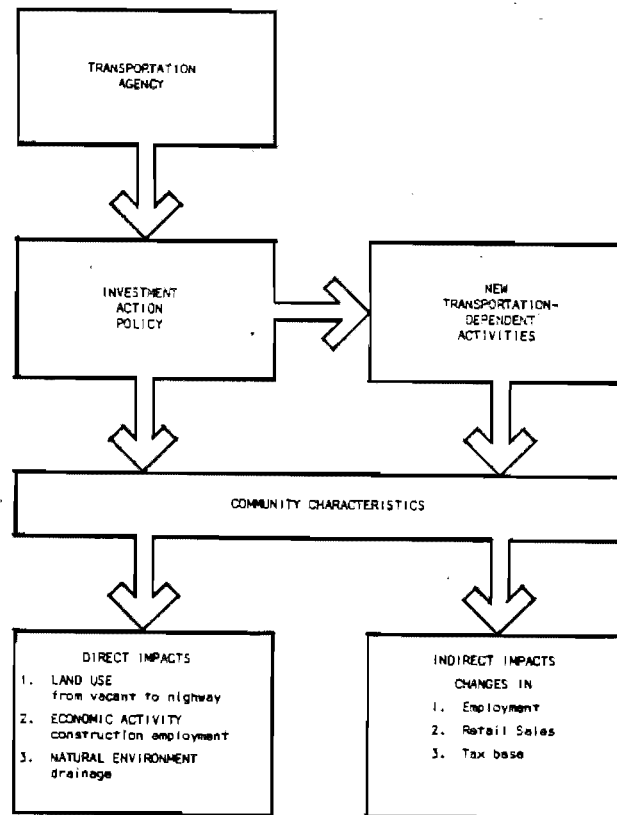 TRANSPORTATION
AGENCY
INVESTMENT
ACTION
POLICY
NEW
TRANSPORTATION-
DEPENDENT
ACTIVITIES
COMMUNITY CHARACTERISTICS
DIRECT IMPACTS
1. LAND USE
from vacant to highway
2. ECONOMIC ACTIVITY
construction employment
3. NATURAL ENVIRONMENT
drainage
INDIRECT IMPACTS
CHANGES IN
1. Employment
2. Retail Sales
3. Tax base